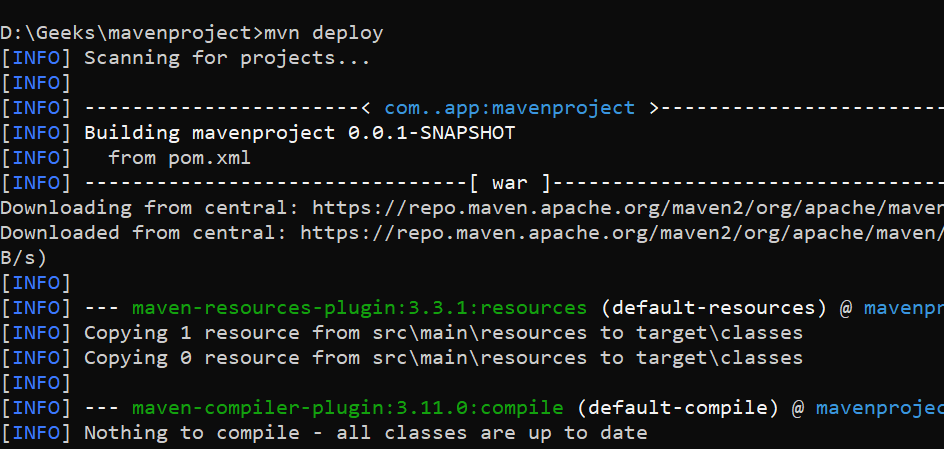 D:\Geeks\mavenproject>mvn deploy
[INFO] Scanning for projects...
[INFO]
[INFO] -----------------------< com..app:mavenproject >------------------------
[INFO] Building mavenproject 0.0.1-SNAPSHOT
[INFO]   from pom.xml
[INFO] --------------------------------[ war ]---------------------------------
Downloading from central: https://repo.maven.apache.org/maven2/org/apache/maven
Downloaded from central: https://repo.maven.apache.org/maven2/org/apache/maven/
B/s)
[INFO]
[INFO] --- maven-resources-plugin:3.3.1:resources (default-resources) @ mavenpr
[INFO] Copying 1 resource from src\main\resources to target\classes
[INFO] Copying 0 resource from src\main\resources to target\classes
[INFO]
[INFO] --- maven-compiler-plugin:3.11.0:compile (default-compile) @ mavenprojec
[INFO] Nothing to compile - all classes are up to date